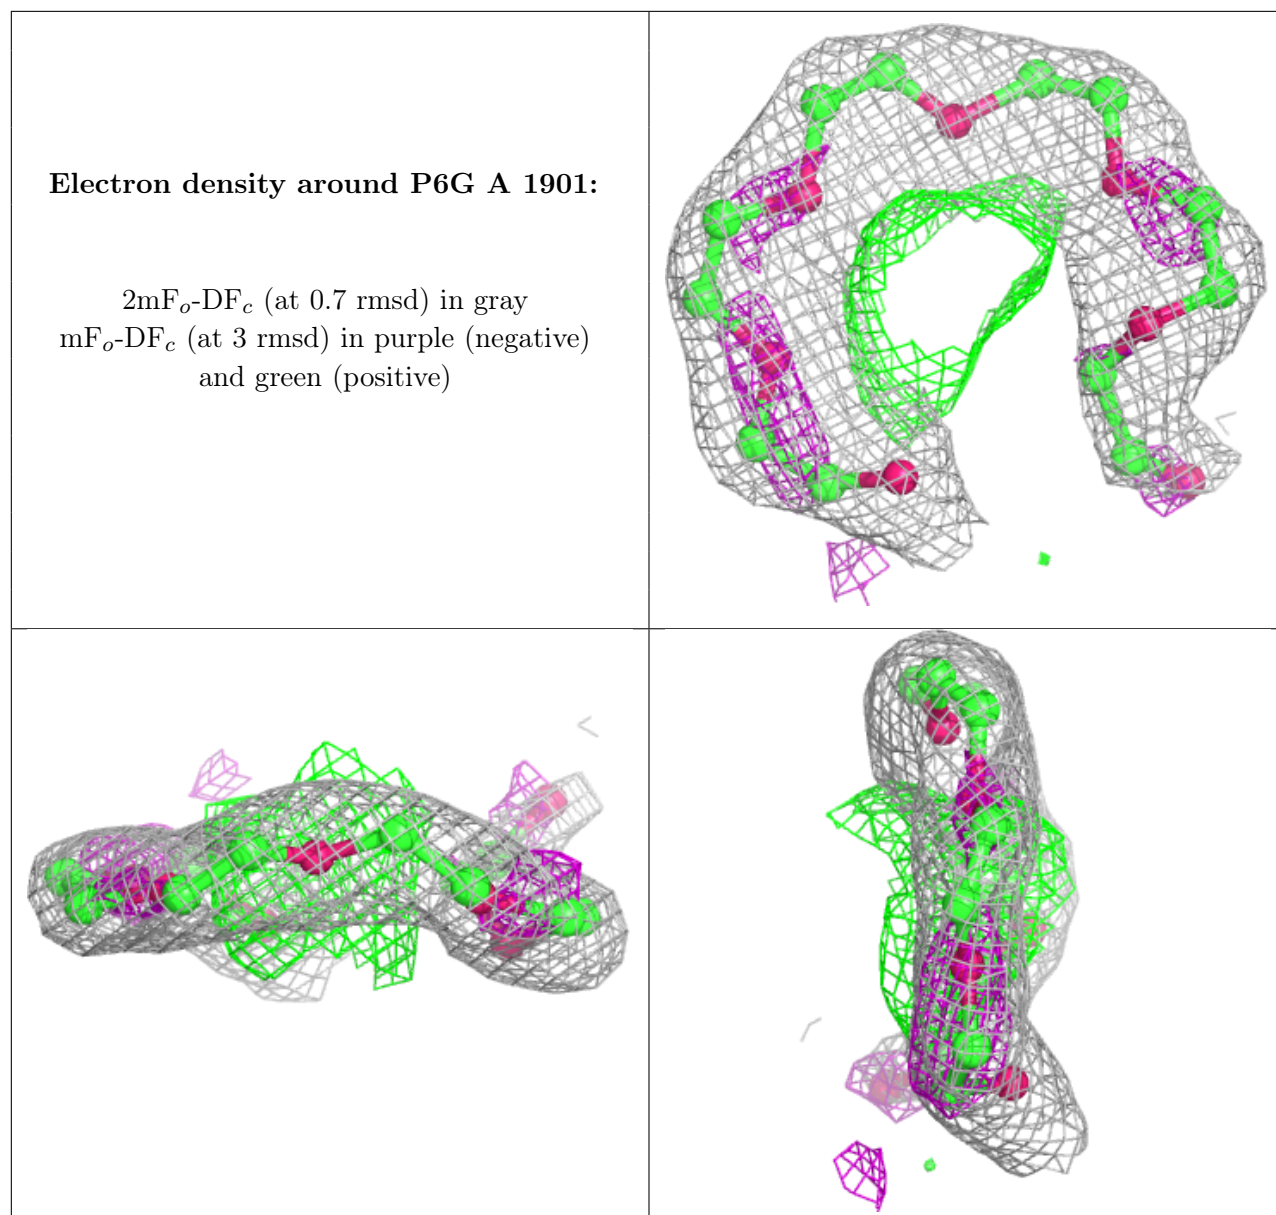 Electron density around P6G A 1901:
2mFₒ-DF𝒸 (at 0.7 rmsd) in gray
mFₒ-DF𝒸 (at 3 rmsd) in purple (negative)
and green (positive)